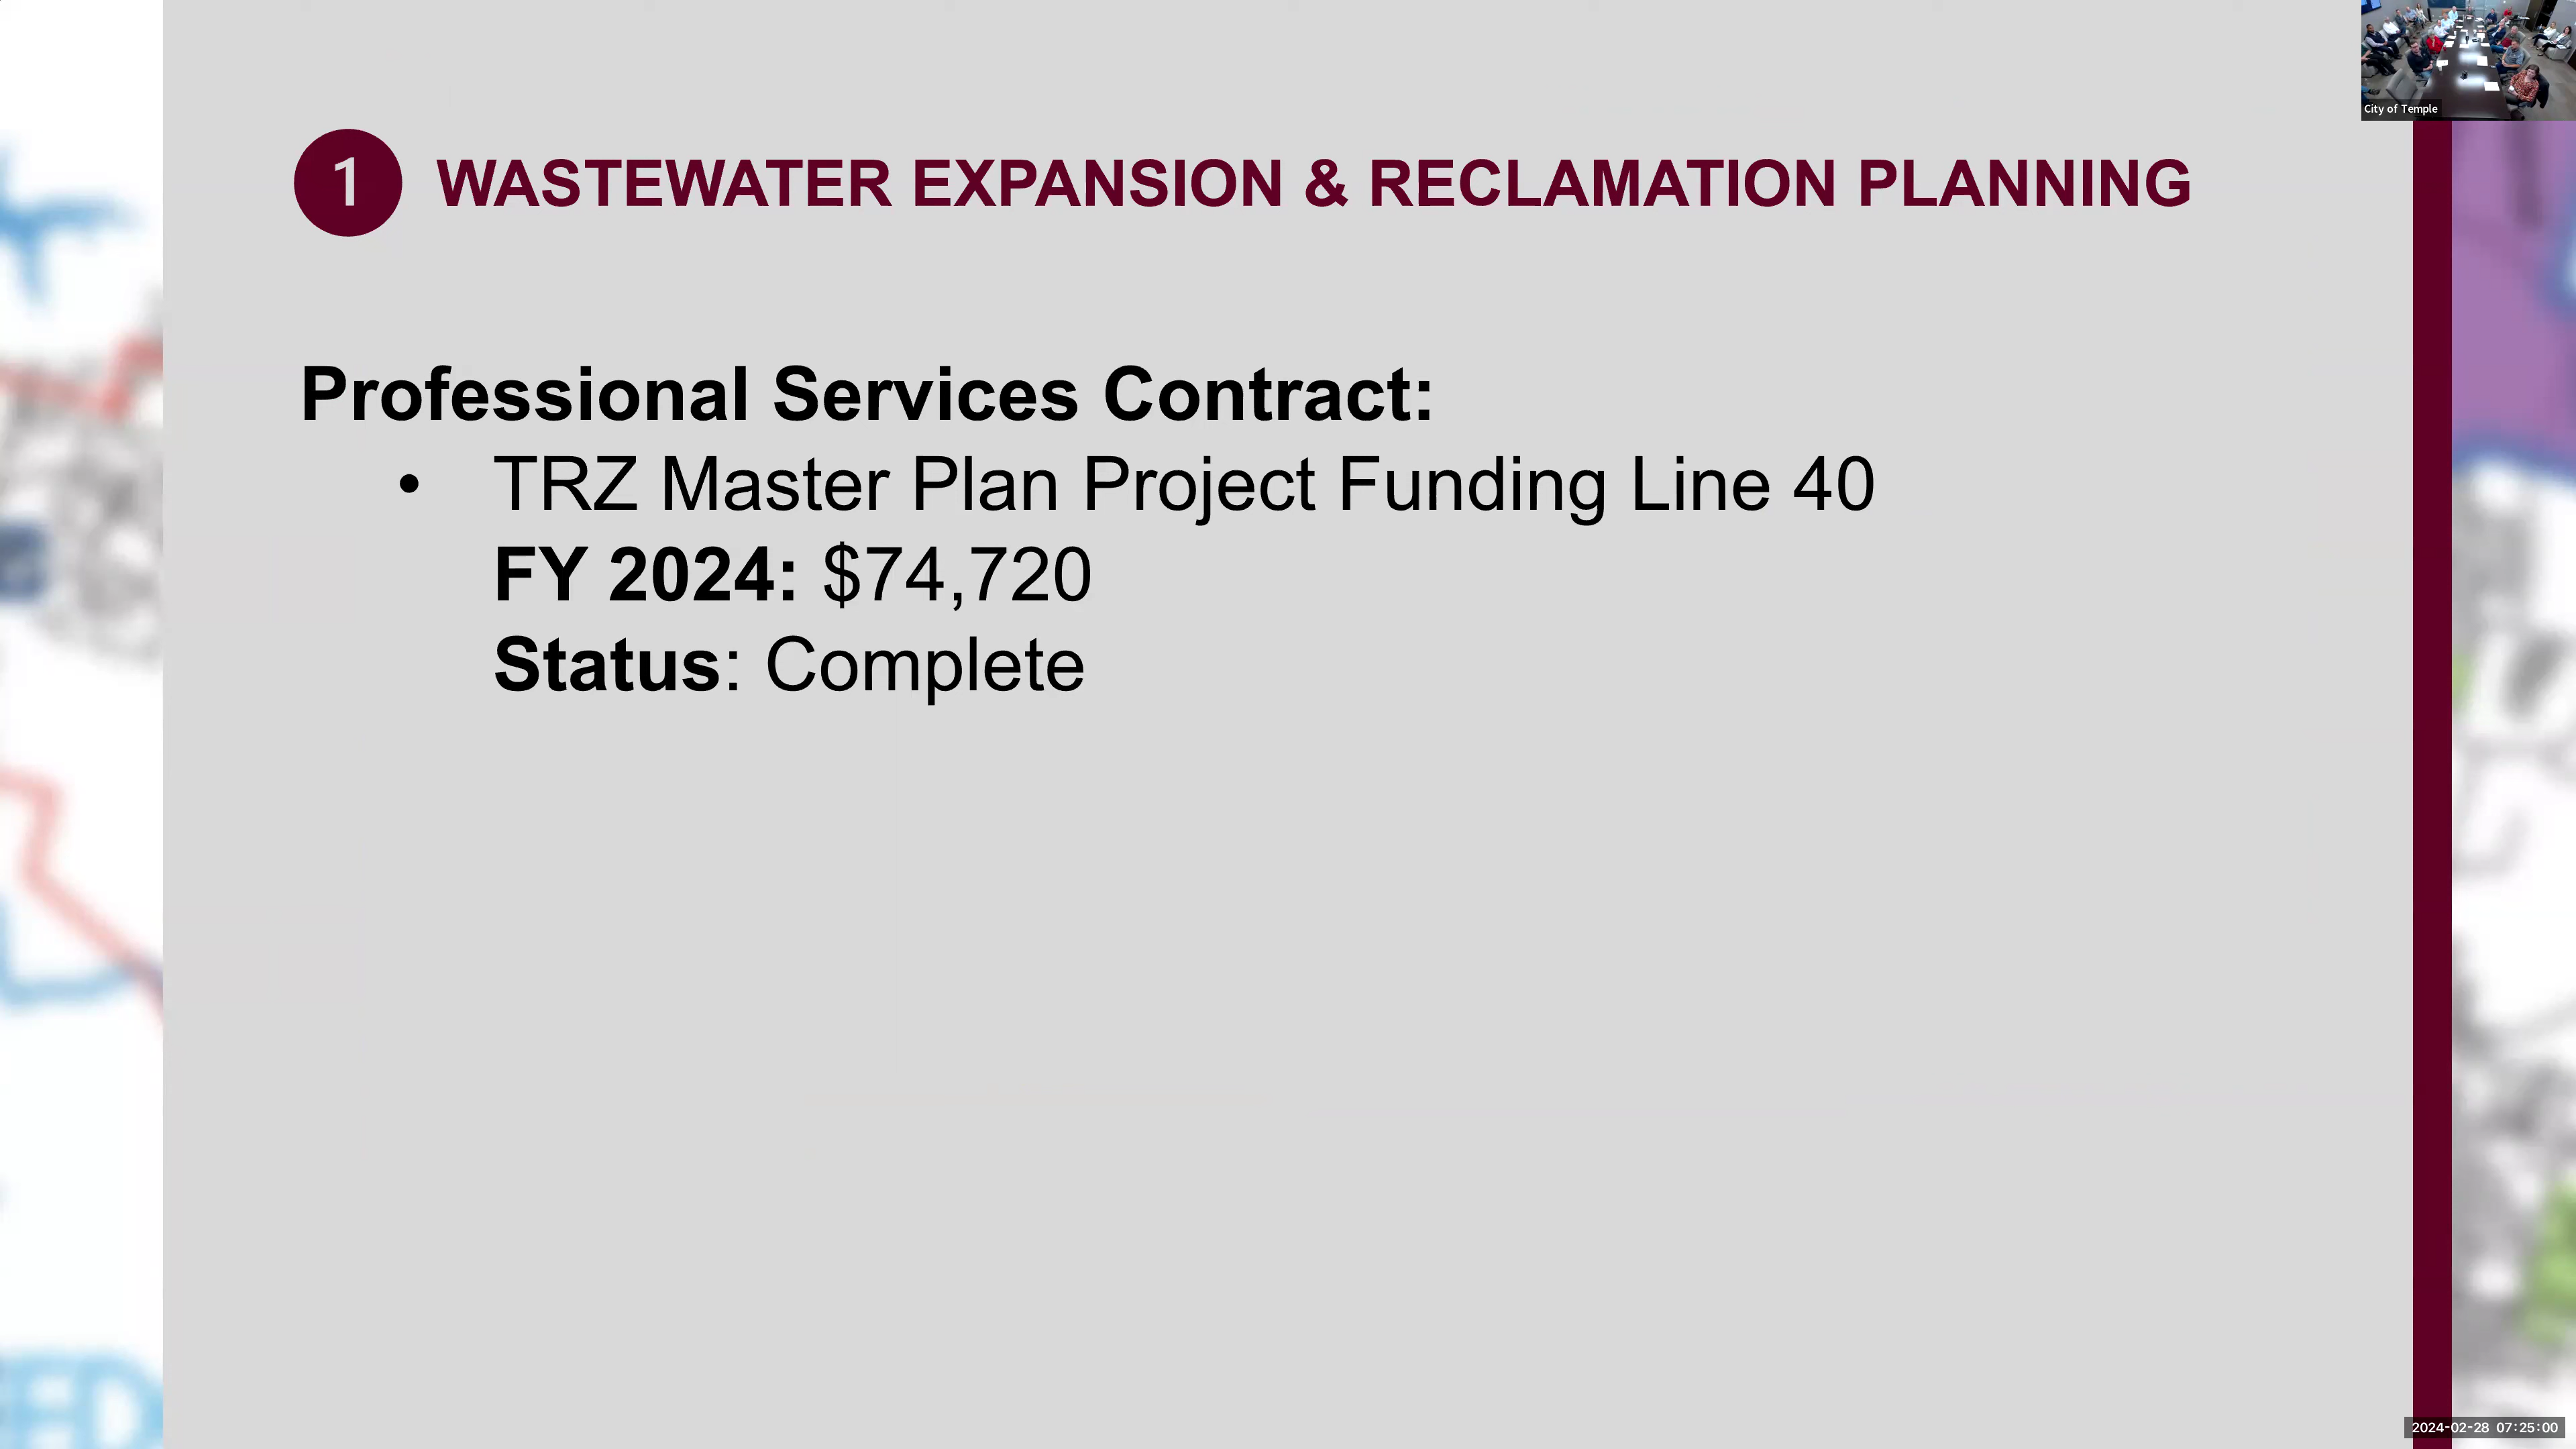 City of Temple
1 WASTEWATER EXPANSION & RECLAMATION PLANNING
Professional Services Contract:
• TRZ Master Plan Project Funding Line 40
FY 2024: $74,720
Status: Complete
2024-02-28 07:25:00